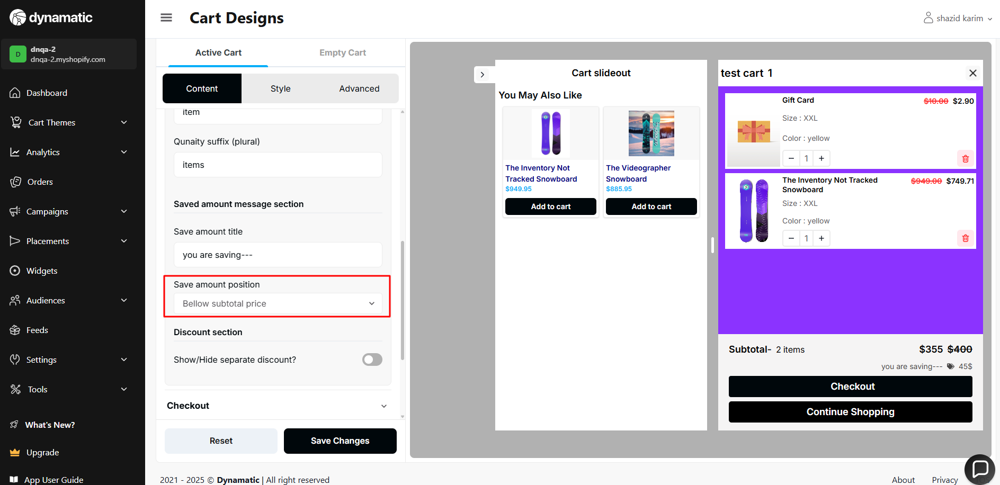 dynamatic
D
dnqa-2
dnqa-2.myshopify.com
Dashboard
Cart Themes
Analytics
Orders
Campaigns
Placements
Widgets
Audiences
Feeds
Settings
Tools
What's New?
Upgrade
App User Guide
Cart Designs
shazid karim
Active Cart
Empty Cart
Content
Style
Advanced
item
Qunaity suffix (plural)
items
Saved amount message section
Save amount title
you are saving---
Save amount position
Bellow subtotal price
Discount section
Show/Hide separate discount?
Checkout
Reset
Save Changes
Cart slideout
You May Also Like
The Inventory Not
Tracked Snowboard
$949.95
Add to cart
The Videographer
Snowboard
$885.95
Add to cart
test cart 1
Gift Card
$10.00 $2.90
Size : XXL
Color : yellow
− 1 +
The Inventory Not Tracked
Snowboard
$949.00 $749.71
Size : XXL
Color : yellow
− 1 +
Subtotal- 2 items
$355 $400
you are saving--- 45$
Checkout
Continue Shopping
2021 - 2025 © Dynamatic | All right reserved
About
Privacy